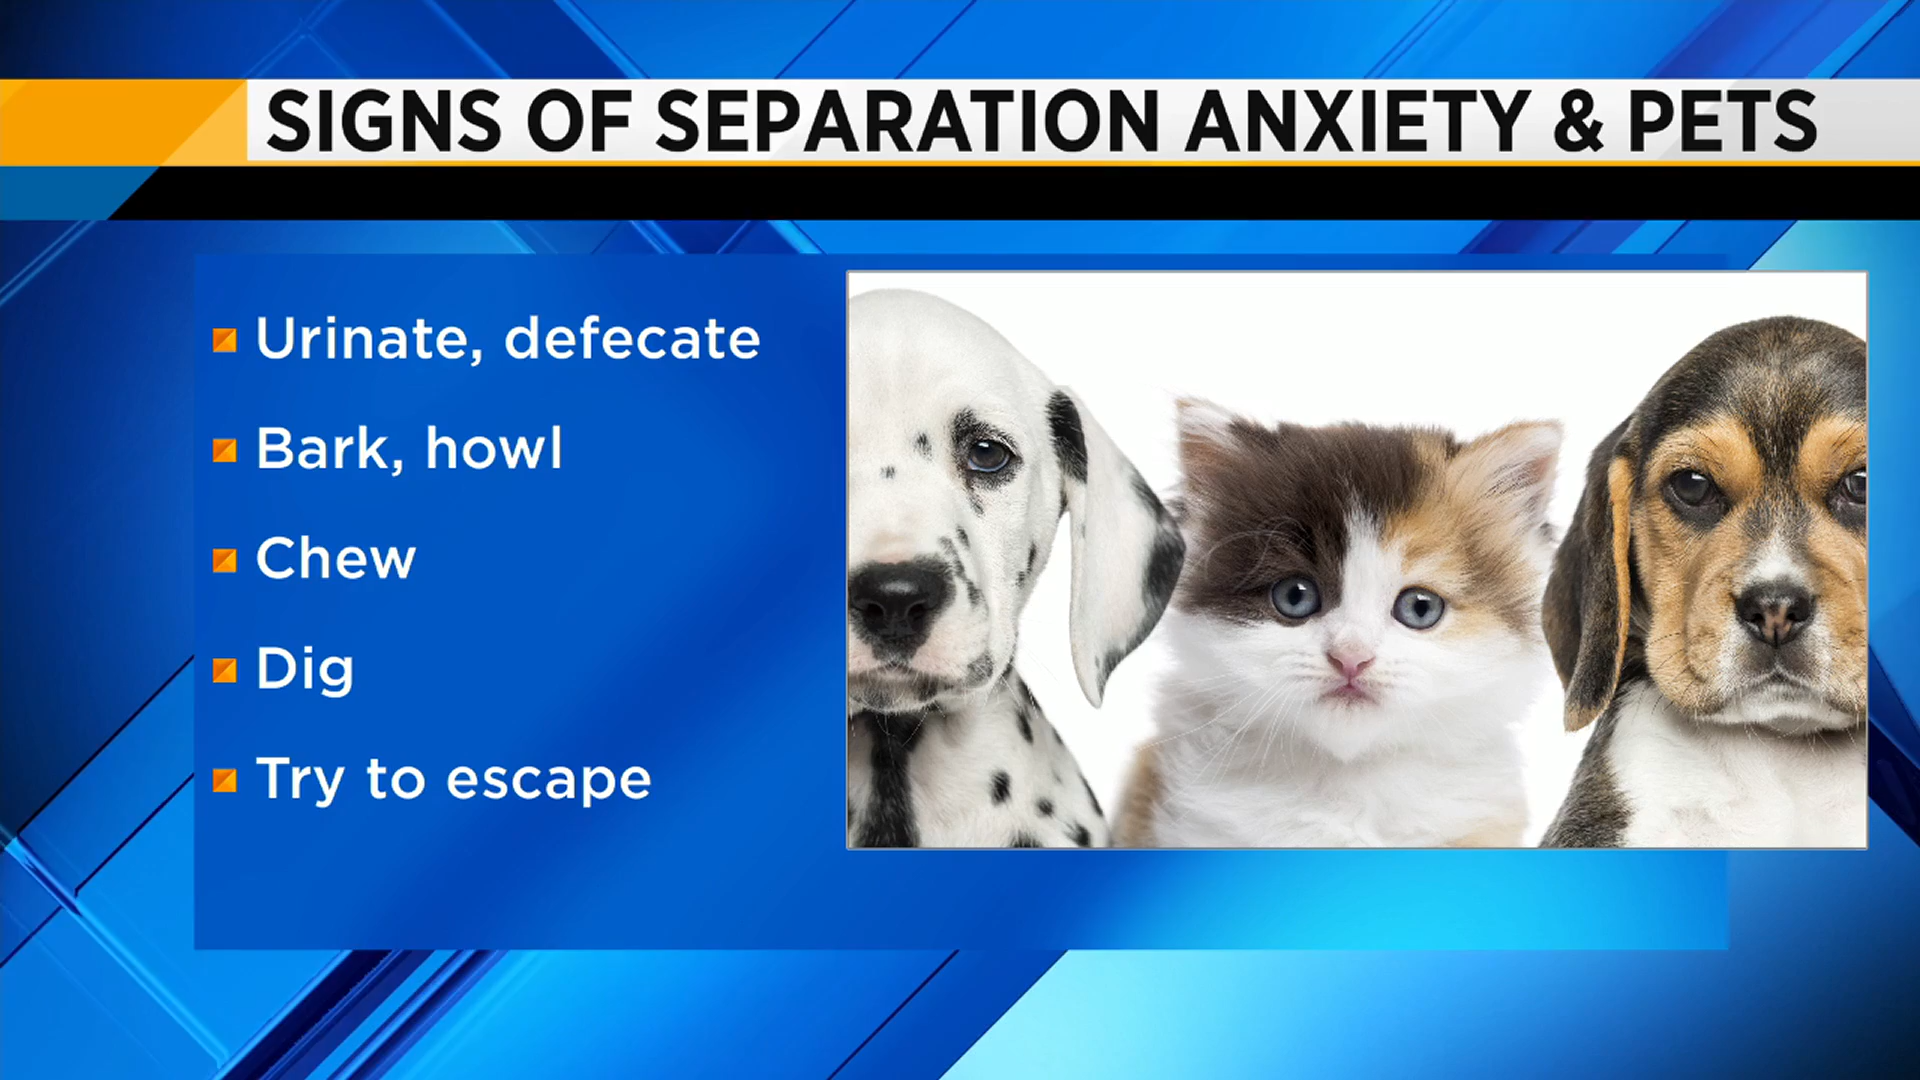 SIGNS OF SEPARATION ANXIETY & PETS
Urinate, defecate
Bark, howl
Chew
Dig
Try to escape